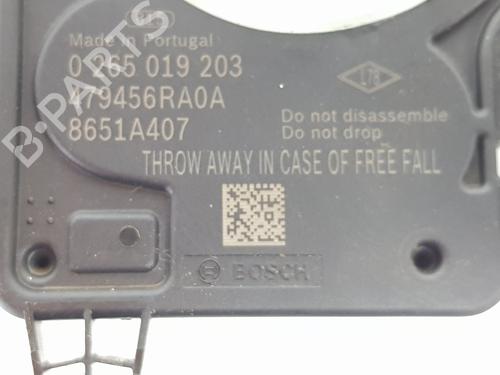 Made in Portugal
0 265 019 203
479456RA0A
8651A407
L78
Do not disassemble
Do not drop
THROW AWAY IN CASE OF FREE FALL
BOSCH
B-PARTS